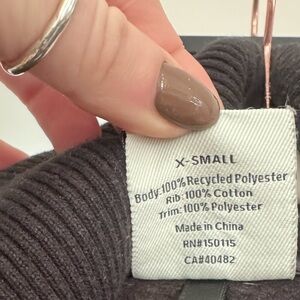 X-SMALL
Body:100% Recycled Polyester
Rib:100% Cotton
Trim:100% Polyester
Made in China
RN#150115
CA#40482